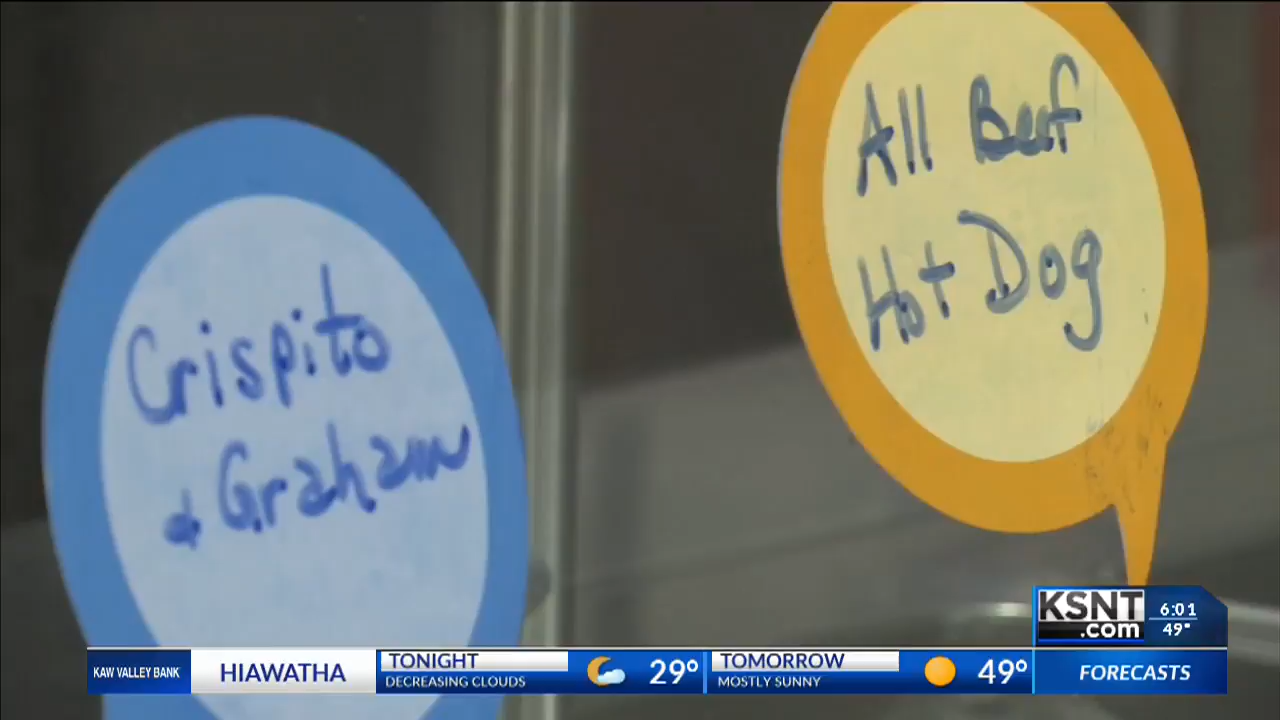 All Beef
Hot Dog
Crispito
& Graham
KSNT
.com
6:01
49°
KAW VALLEY BANK
HIAWATHA
TONIGHT
DECREASING CLOUDS
29°
TOMORROW
MOSTLY SUNNY
49°
FORECASTS